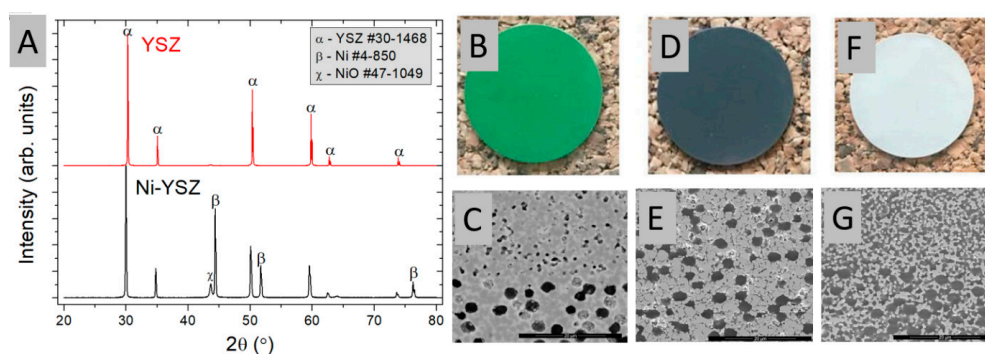 A
Intensity (arb. units)
α - YSZ #30-1468
β - Ni #4-850
χ - NiO #47-1049
YSZ
α
α
α
α
α
α
Ni-YSZ
β
χ
β
β
20 30 40 50 60 70 80
2θ (°)
B
D
F
C
E
G